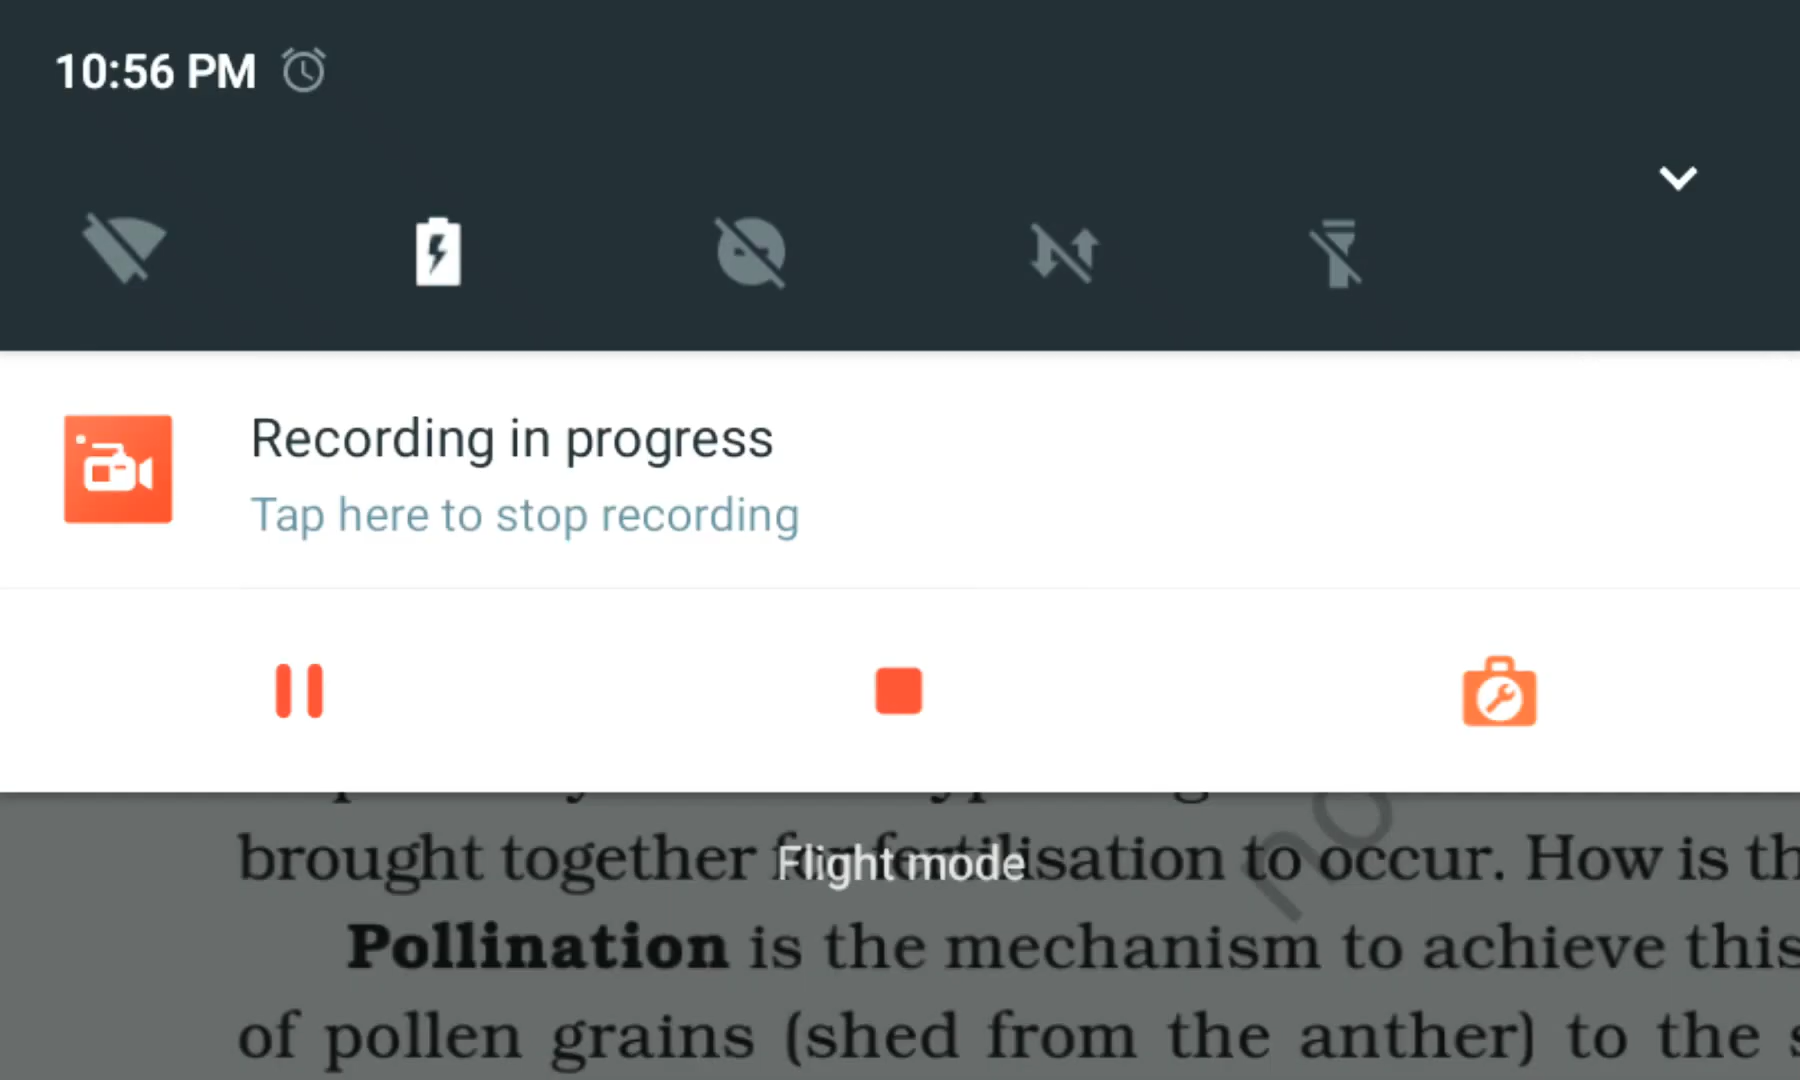 10:56 PM
Recording in progress
Tap here to stop recording
brought together for fertilisation to occur. How is
Flight mode
Pollination is the mechanism to achieve this
of pollen grains (shed from the anther) to the
no